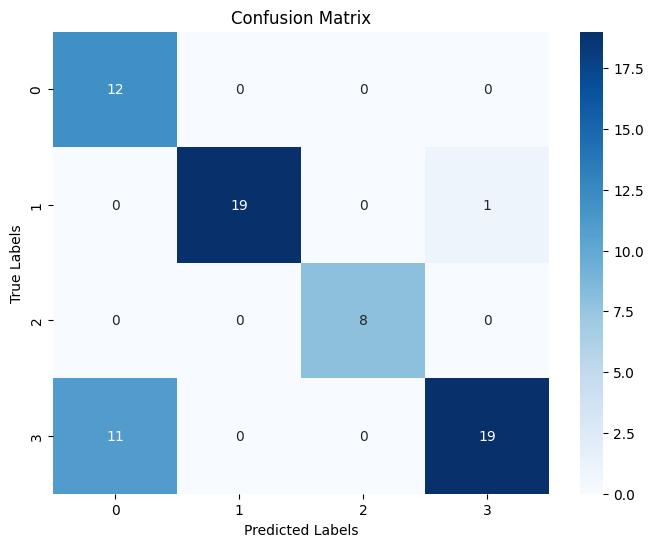 Confusion Matrix
True Labels
0 12 0 0 0
1 0 19 0 1
2 0 0 8 0
3 11 0 0 19
0 1 2 3
Predicted Labels
17.5
15.0
12.5
10.0
7.5
5.0
2.5
0.0